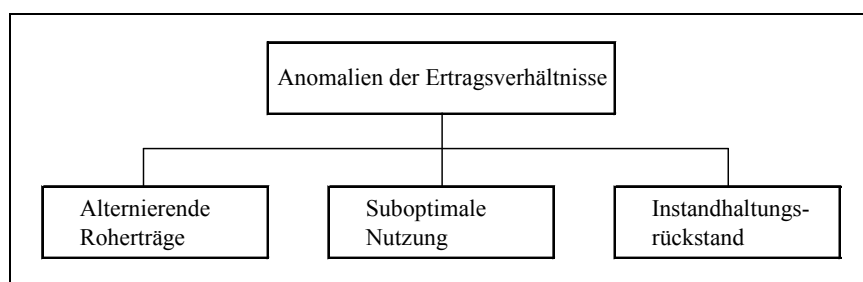 Anomalien der Ertragsverhältnisse
Alternierende
Roherträge
Suboptimale
Nutzung
Instandhaltungs-
rückstand